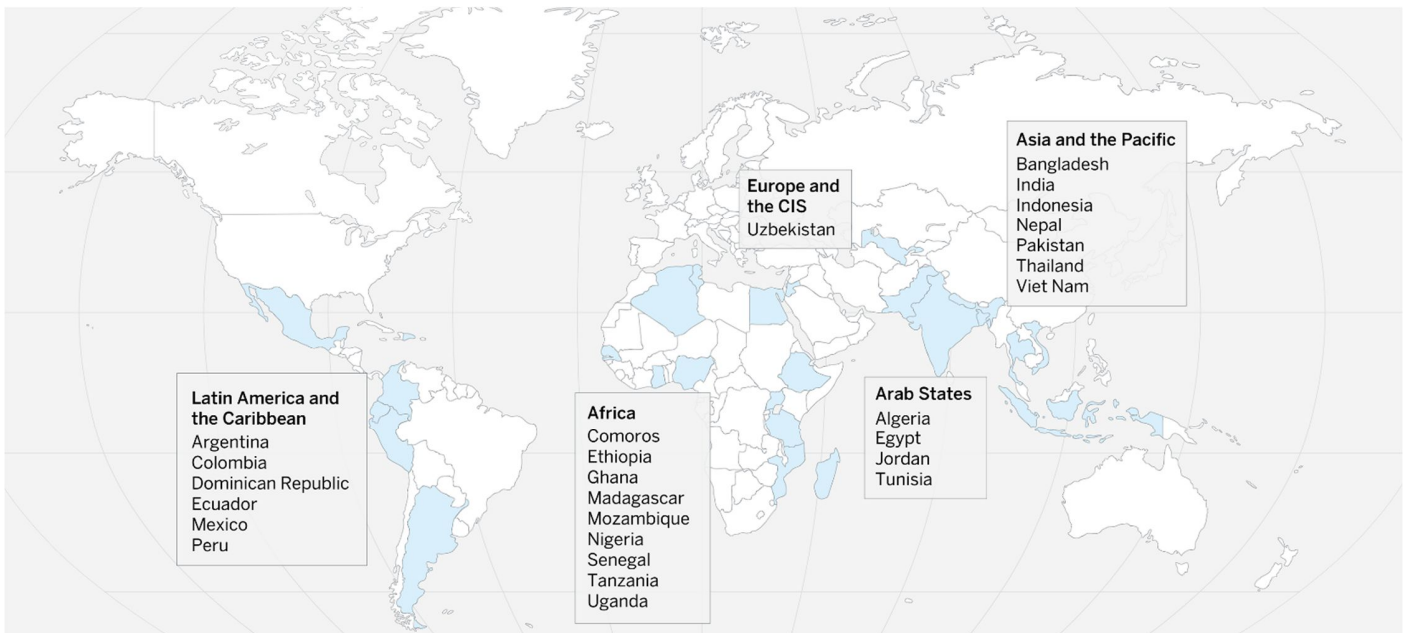 Latin America and
the Caribbean
Argentina
Colombia
Dominican Republic
Ecuador
Mexico
Peru
Africa
Comoros
Ethiopia
Ghana
Madagascar
Mozambique
Nigeria
Senegal
Tanzania
Uganda
Europe and
the CIS
Uzbekistan
Arab States
Algeria
Egypt
Jordan
Tunisia
Asia and the Pacific
Bangladesh
India
Indonesia
Nepal
Pakistan
Thailand
Viet Nam